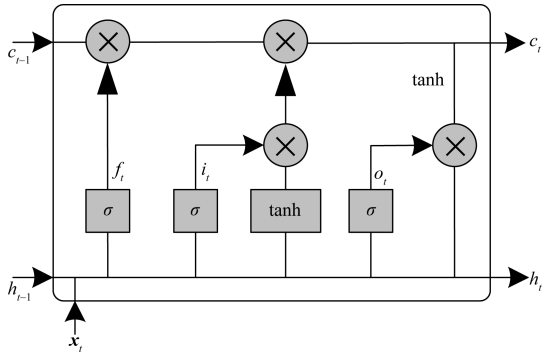 c_{t-1}
c_t
tanh
f_t
i_t
o_t
σ
σ
tanh
σ
h_{t-1}
h_t
x_t